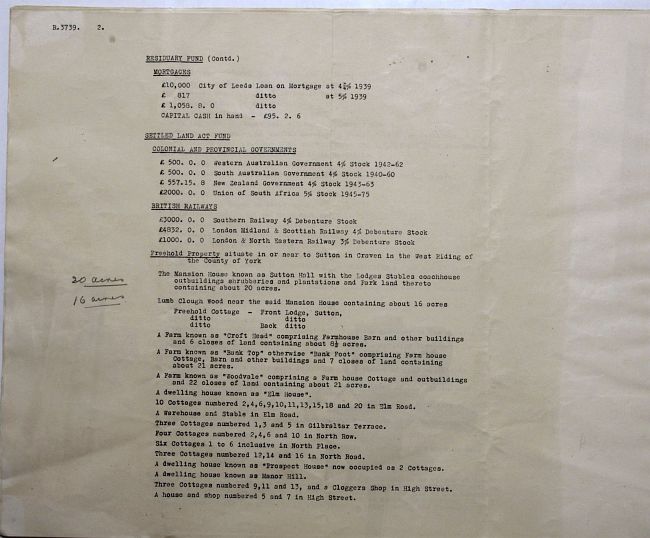 B.3739. 2.
RESIDUARY FUND (Contd.)
MORTGAGES
£10,000 City of Leeds Loan on Mortgage at 4¾% 1939
£ 817 ditto at 5% 1939
£ 1,058. 8. 0 ditto
CAPITAL CASH in hand - £95. 2. 6
SETTLED LAND ACT FUND
COLONIAL AND PROVINCIAL GOVERNMENTS
£ 500. 0. 0 Western Australian Government 4% Stock 1942-62
£ 500. 0. 0 South Australian Government 4% Stock 1940-60
£ 557.15. 8 New Zealand Government 4% Stock 1943-63
£2000. 0. 0 Union of South Africa 5% Stock 1945-75
BRITISH RAILWAYS
£3000. 0. 0 Southern Railway 4% Debenture Stock
£4832. 0. 0 London Midland & Scottish Railway 4% Debenture Stock
£1000. 0. 0 London & North Eastern Railway 3% Debenture Stock
Freehold Property situate in or near to Sutton in Craven in the West Riding of
the County of York
The Mansion House known as Sutton Hall with the Lodges Stables coachhouse
outbuildings shrubberies and plantations and Park land thereto
containing about 20 acres.
20 acres
Lumb Clough Wood near the said Mansion House containing about 16 acres
16 acres
Freehold Cottage - Front Lodge, Sutton,
ditto ditto
ditto Back ditto
A Farm known as "Croft Head" comprising Farmhouse Barn and other buildings
and 6 closes of land containing about 8½ acres.
A Farm known as "Bank Top" otherwise "Bank Foot" comprising Farm house
Cottage, Barn and other buildings and 7 closes of land containing
about 21 acres.
A Farm known as "Woodvale" comprising a Farm house Cottage and outbuildings
and 22 closes of land containing about 21 acres.
A dwelling house known as "Elm House".
10 Cottages numbered 2,4,6,9,10,11,13,15,18 and 20 in Elm Road.
A Warehouse and Stable in Elm Road.
Three Cottages numbered 1,3 and 5 in Gilbraltar Terrace.
Four Cottages numbered 2,4,6 and 10 in North Row.
Six Cottages 1 to 6 inclusive in North Place.
Three Cottages numbered 12,14 and 16 in North Road.
A dwelling house known as "Prospect House" now occupied as 2 Cottages.
A dwelling house known as Manor Hill.
Three Cottages numbered 9,11 and 13, and a Cloggers Shop in High Street.
A house and shop numbered 5 and 7 in High Street.